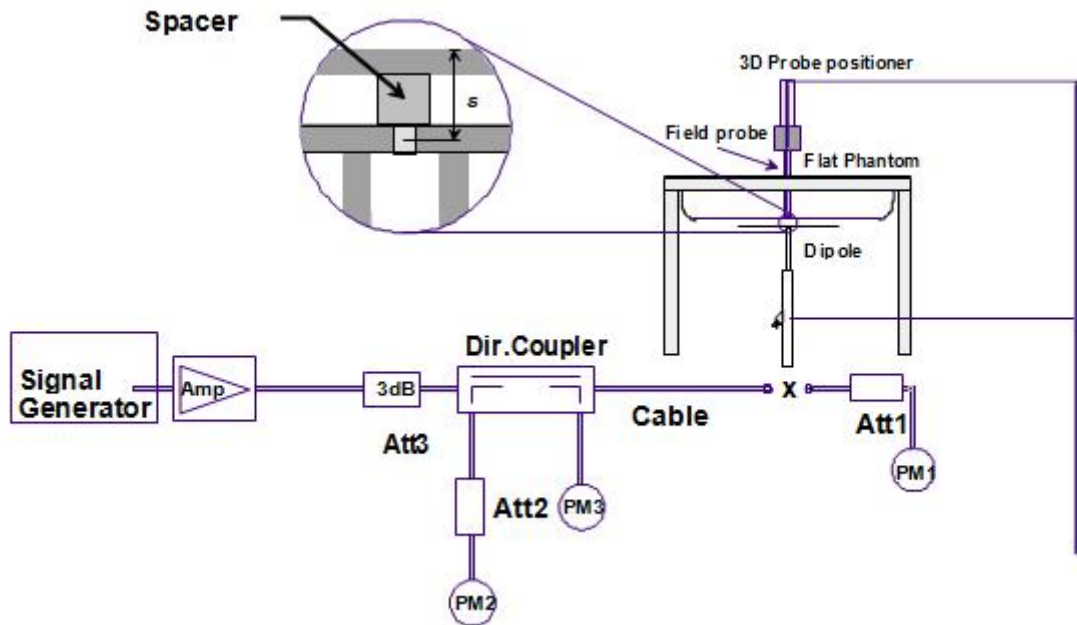 Spacer
s
3D Probe positioner
Field probe
Flat Phantom
Dipole
Signal
Generator
Amp
3dB
Att3
Dir.Coupler
Cable
x
Att1
PM1
Att2
PM3
PM2